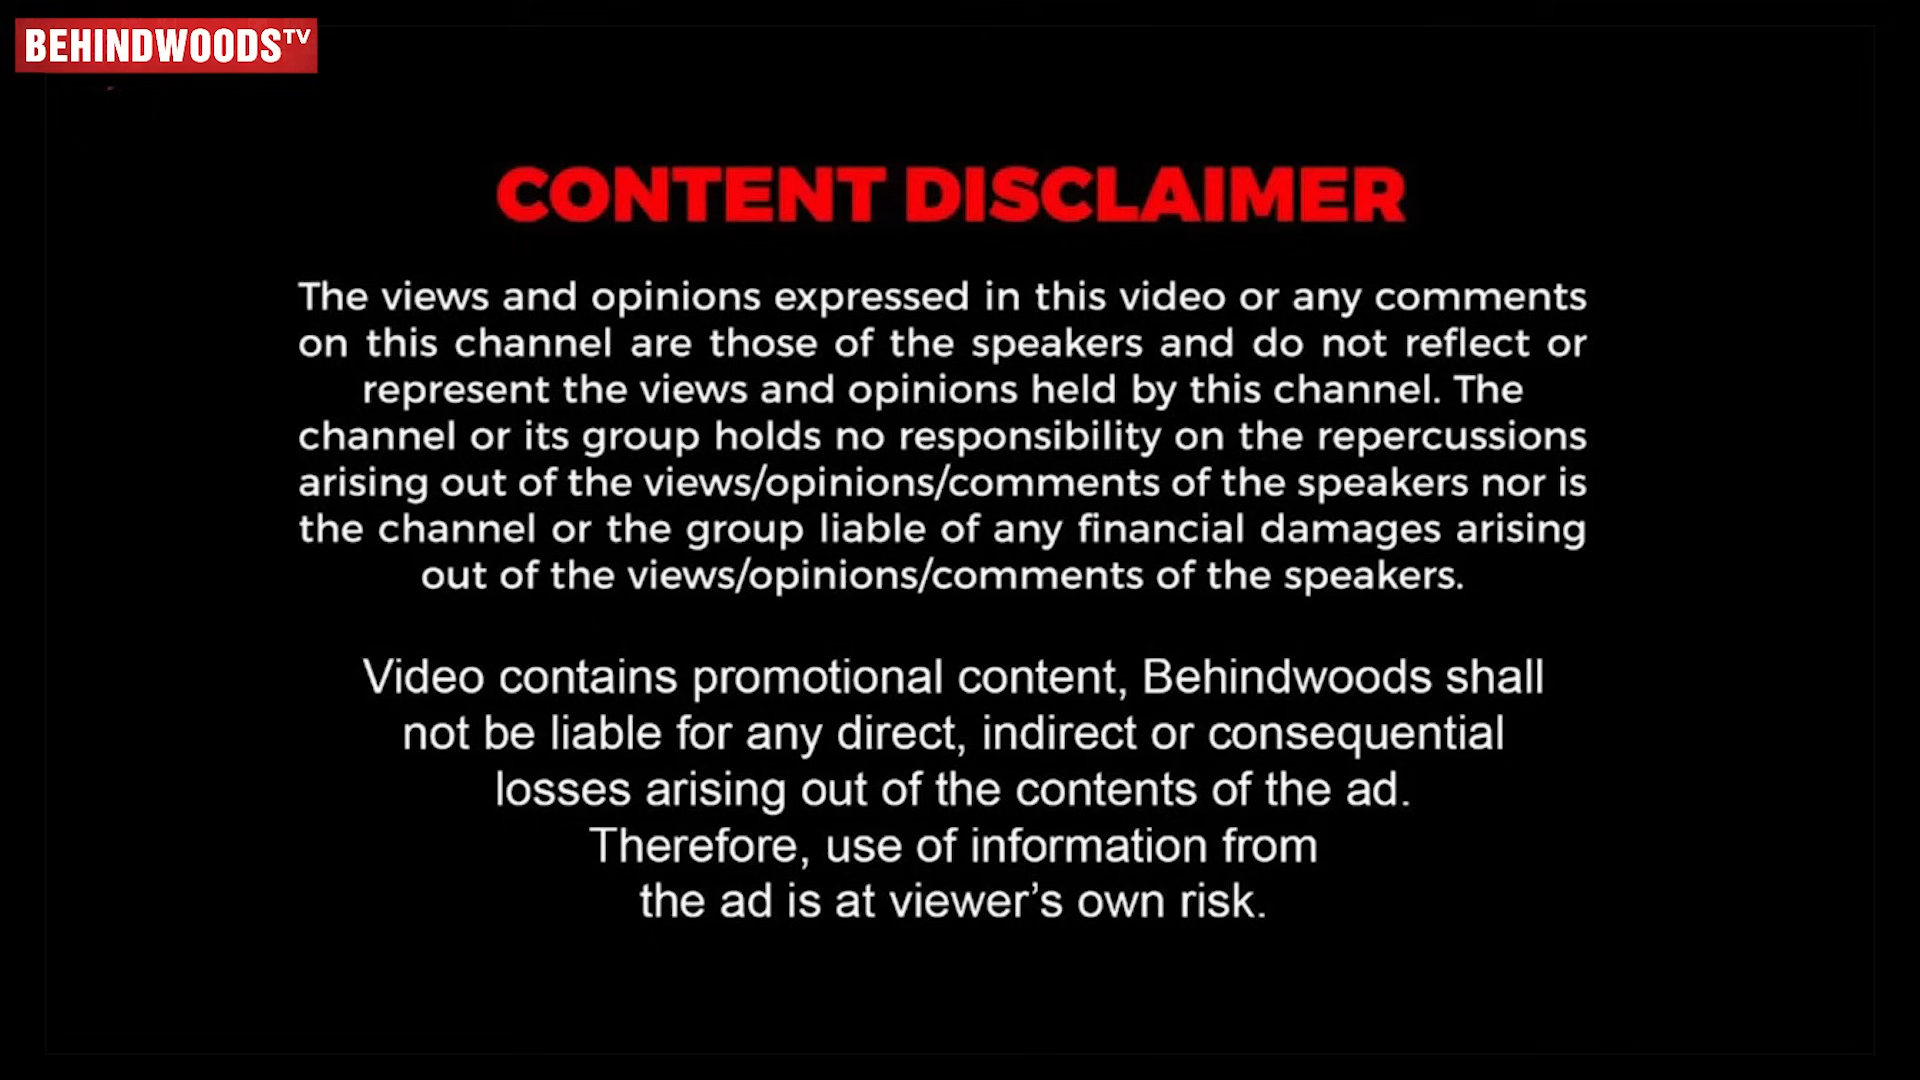 BEHINDWOODS TV
CONTENT DISCLAIMER
The views and opinions expressed in this video or any comments
on this channel are those of the speakers and do not reflect or
represent the views and opinions held by this channel. The
channel or its group holds no responsibility on the repercussions
arising out of the views/opinions/comments of the speakers nor is
the channel or the group liable of any financial damages arising
out of the views/opinions/comments of the speakers.
Video contains promotional content, Behindwoods shall
not be liable for any direct, indirect or consequential
losses arising out of the contents of the ad.
Therefore, use of information from
the ad is at viewer’s own risk.